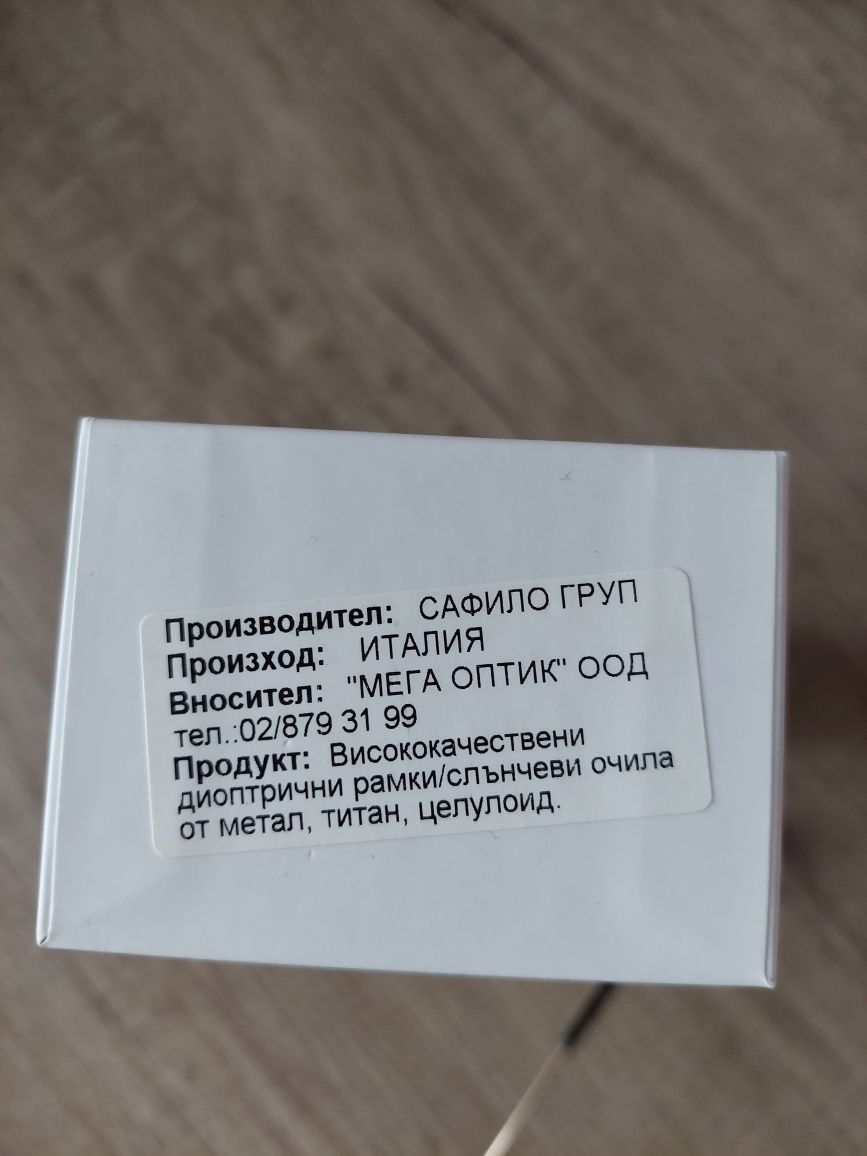 Производител: САФИЛО ГРУП
Произход: ИТАЛИЯ
Вносител: "МЕГА ОПТИК" ООД
тел.:02/879 31 99
Продукт: Висококачествени
диоптрични рамки/слънчеви очила
от метал, титан, целулоид.